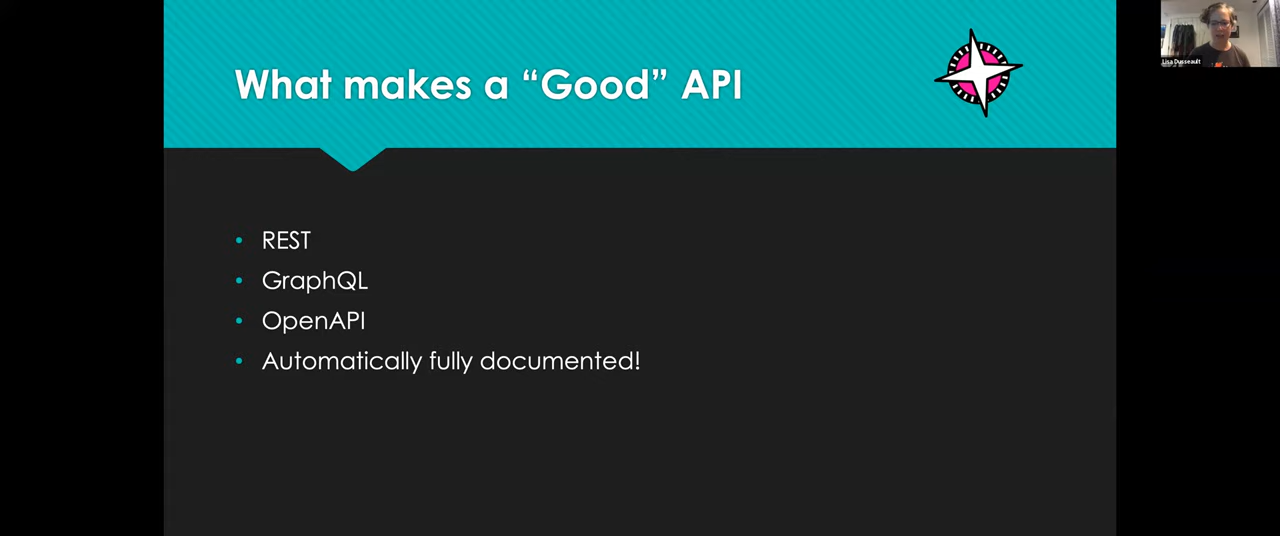 What makes a “Good” API
Lisa Dusseault
• REST
• GraphQL
• OpenAPI
• Automatically fully documented!